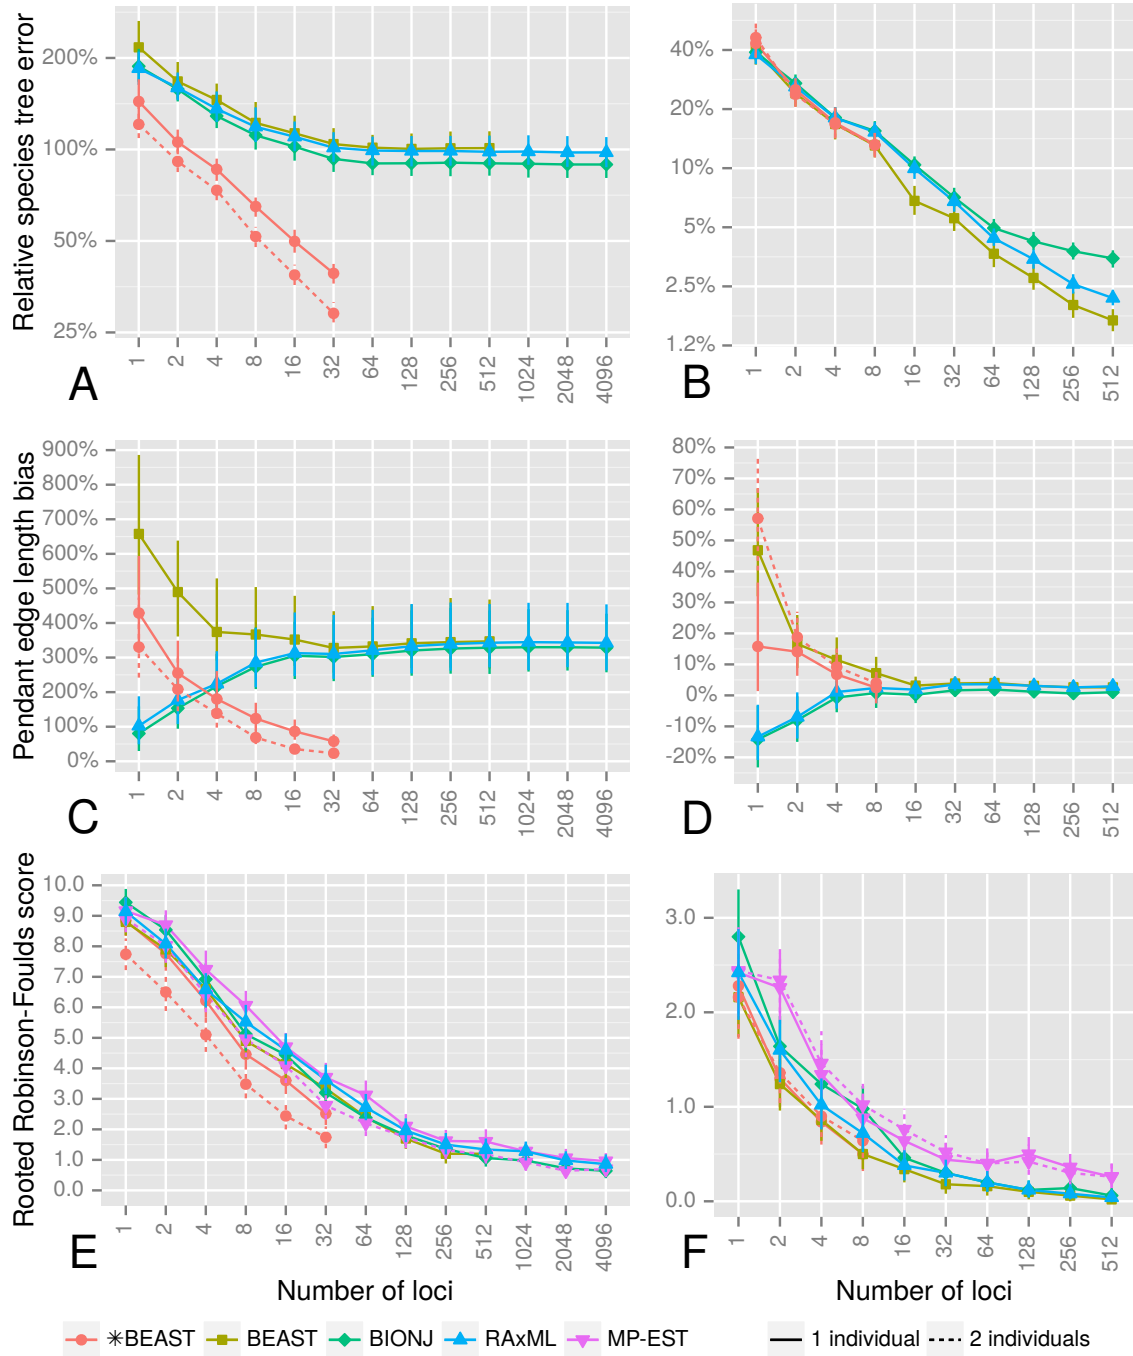 Relative species tree error
200%
100%
50%
25%
1 2 4 8 16 32 64 128 256 512 1024 2048 4096
A
40%
20%
10%
5%
2.5%
1.2%
1 2 4 8 16 32 64 128 256 512
B
Pendant edge length bias
900%
800%
700%
600%
500%
400%
300%
200%
100%
0%
1 2 4 8 16 32 64 128 256 512 1024 2048 4096
C
80%
70%
60%
50%
40%
30%
20%
10%
0%
-10%
-20%
1 2 4 8 16 32 64 128 256 512
D
Rooted Robinson-Foulds score
10.0
9.0
8.0
7.0
6.0
5.0
4.0
3.0
2.0
1.0
0.0
1 2 4 8 16 32 64 128 256 512 1024 2048 4096
E
Number of loci
3.0
2.0
1.0
0.0
1 2 4 8 16 32 64 128 256 512
F
Number of loci
✳BEAST BEAST BIONJ RAxML MP-EST 1 individual 2 individuals